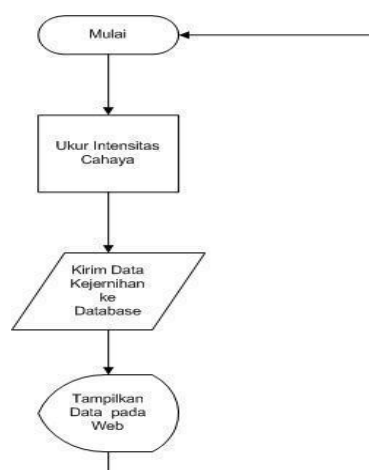 Mulai
Ukur Intensitas
Cahaya
Kirim Data
Kejernihan
ke
Database
Tampilkan
Data pada
Web